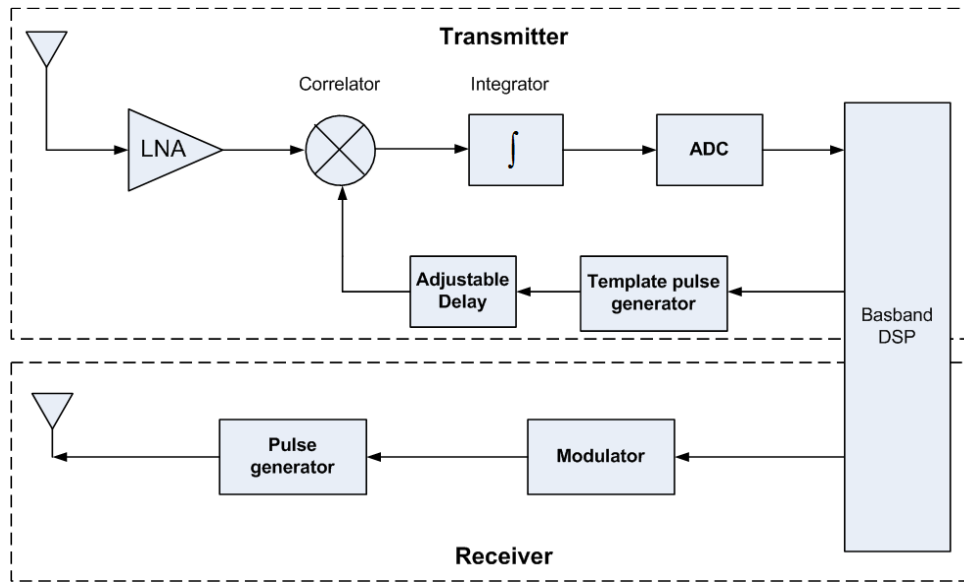 Transmitter
Correlator
Integrator
LNA
∫
ADC
Adjustable
Delay
Template pulse
generator
Basband
DSP
Pulse
generator
Modulator
Receiver